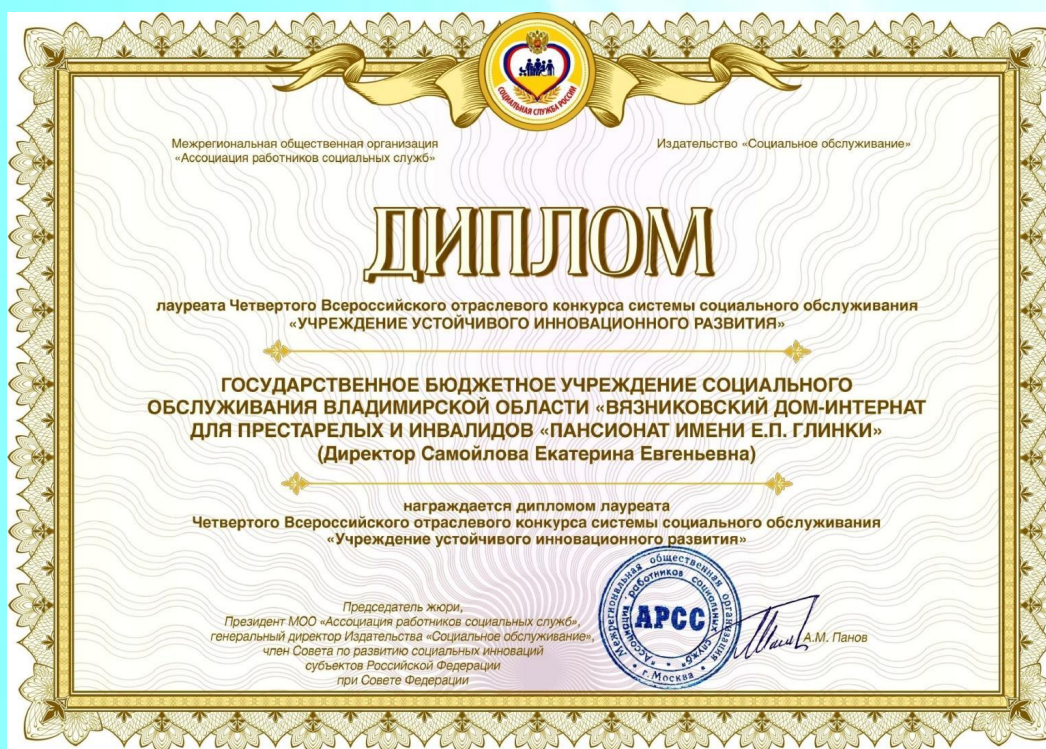 СОЦИАЛЬНАЯ СЛУЖБА РОССИИ
Межрегиональная общественная организация
«Ассоциация работников социальных служб»
Издательство «Социальное обслуживание»
ДИПЛОМ
лауреата Четвертого Всероссийского отраслевого конкурса системы социального обслуживания
«УЧРЕЖДЕНИЕ УСТОЙЧИВОГО ИННОВАЦИОННОГО РАЗВИТИЯ»
ГОСУДАРСТВЕННОЕ БЮДЖЕТНОЕ УЧРЕЖДЕНИЕ СОЦИАЛЬНОГО
ОБСЛУЖИВАНИЯ ВЛАДИМИРСКОЙ ОБЛАСТИ «ВЯЗНИКОВСКИЙ ДОМ-ИНТЕРНАТ
ДЛЯ ПРЕСТАРЕЛЫХ И ИНВАЛИДОВ «ПАНСИОНАТ ИМЕНИ Е.П. ГЛИНКИ»
(Директор Самойлова Екатерина Евгеньевна)
награждается дипломом лауреата
Четвертого Всероссийского отраслевого конкурса системы социального обслуживания
«Учреждение устойчивого инновационного развития»
Председатель жюри,
Президент МОО «Ассоциация работников социальных служб»,
генеральный директор Издательства «Социальное обслуживание»,
член Совета по развитию социальных инноваций
субъектов Российской Федерации
при Совете Федерации
Межрегиональная общественная организация
«Ассоциация работников социальных служб»
АРСС
г. Москва
А.М. Панов